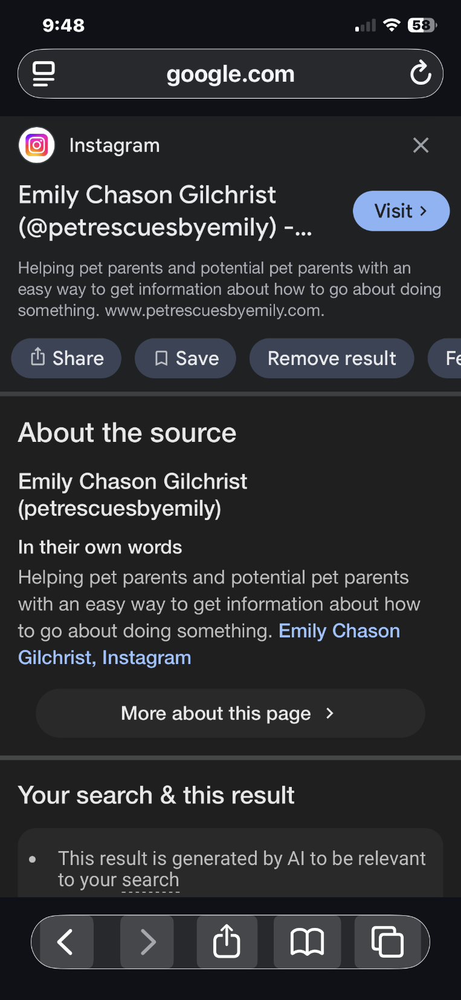 9:48
58
google.com
Instagram
Emily Chason Gilchrist
(@petrescuesbyemily) -...
Visit
Helping pet parents and potential pet parents with an
easy way to get information about how to go about doing
something. www.petrescuesbyemily.com.
Share
Save
Remove result
Fe
About the source
Emily Chason Gilchrist
(petrescuesbyemily)
In their own words
Helping pet parents and potential pet parents
with an easy way to get information about how
to go about doing something. Emily Chason
Gilchrist, Instagram
More about this page
Your search & this result
• This result is generated by AI to be relevant
to your search